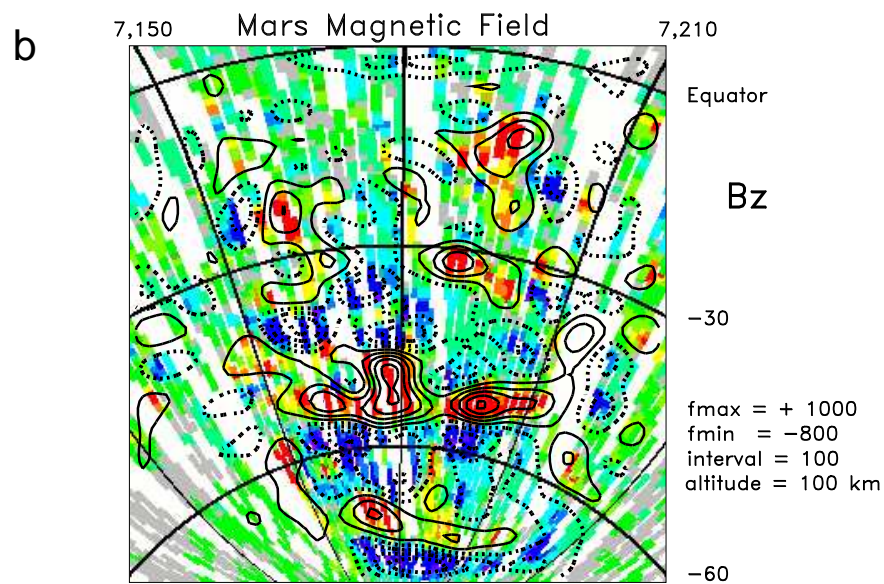 b
7,150 Mars Magnetic Field 7,210
Equator
Bz
-30
fmax = + 1000
fmin = -800
interval = 100
altitude = 100 km
-60